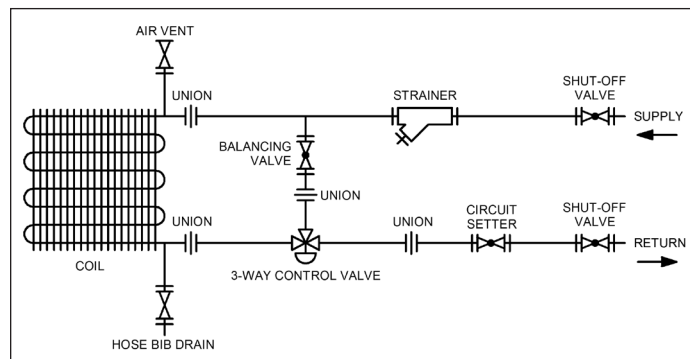 AIR VENT
UNION
STRAINER
SHUT-OFF
VALVE
SUPPLY
BALANCING
VALVE
UNION
UNION
UNION
CIRCUIT
SETTER
SHUT-OFF
VALVE
RETURN
COIL
3-WAY CONTROL VALVE
HOSE BIB DRAIN